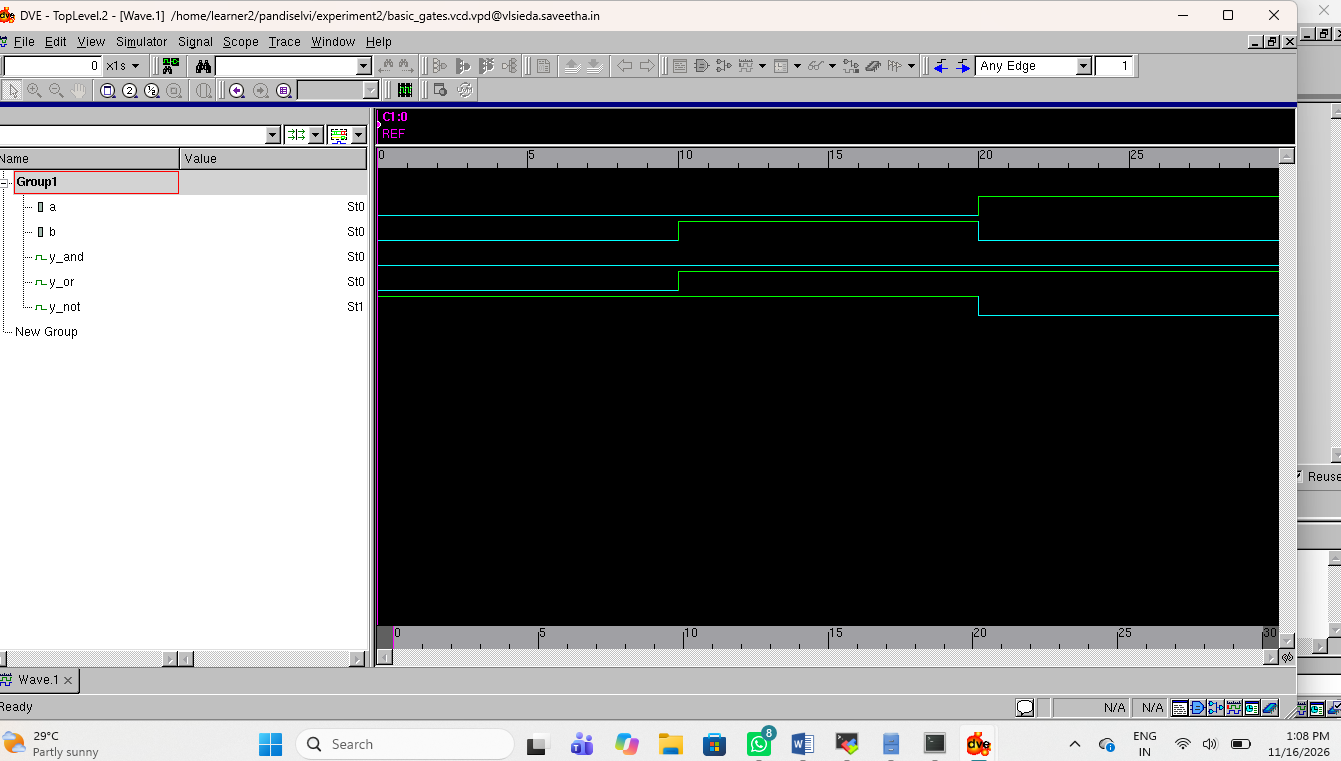 DVE - TopLevel.2 - [Wave.1] /home/learner2/pandiselvi/experiment2/basic_gates.vcd.vpd@vlsieda.saveetha.in
File Edit View Simulator Signal Scope Trace Window Help
0 x1s Any Edge 1
C1:0
REF
Name Value
0 5 10 15 20 25
Group1
a St0
b St0
y_and St0
y_or St0
y_not St1
New Group
Reuse
0 5 10 15 20 25 30
Wave.1
Ready N/A N/A
29°C
Partly sunny
Search
8
dve
ENG
IN
1:08 PM
11/16/2026